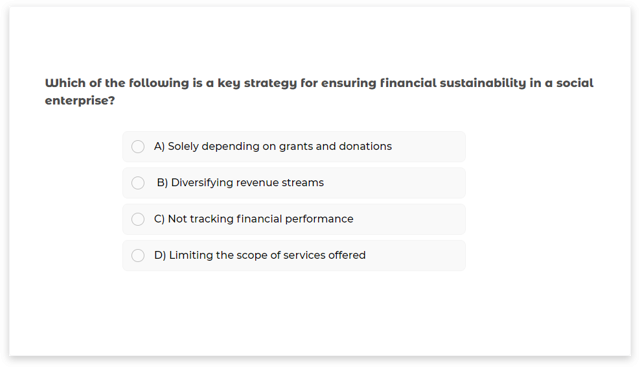 Which of the following is a key strategy for ensuring financial sustainability in a social
enterprise?
A) Solely depending on grants and donations
B) Diversifying revenue streams
C) Not tracking financial performance
D) Limiting the scope of services offered